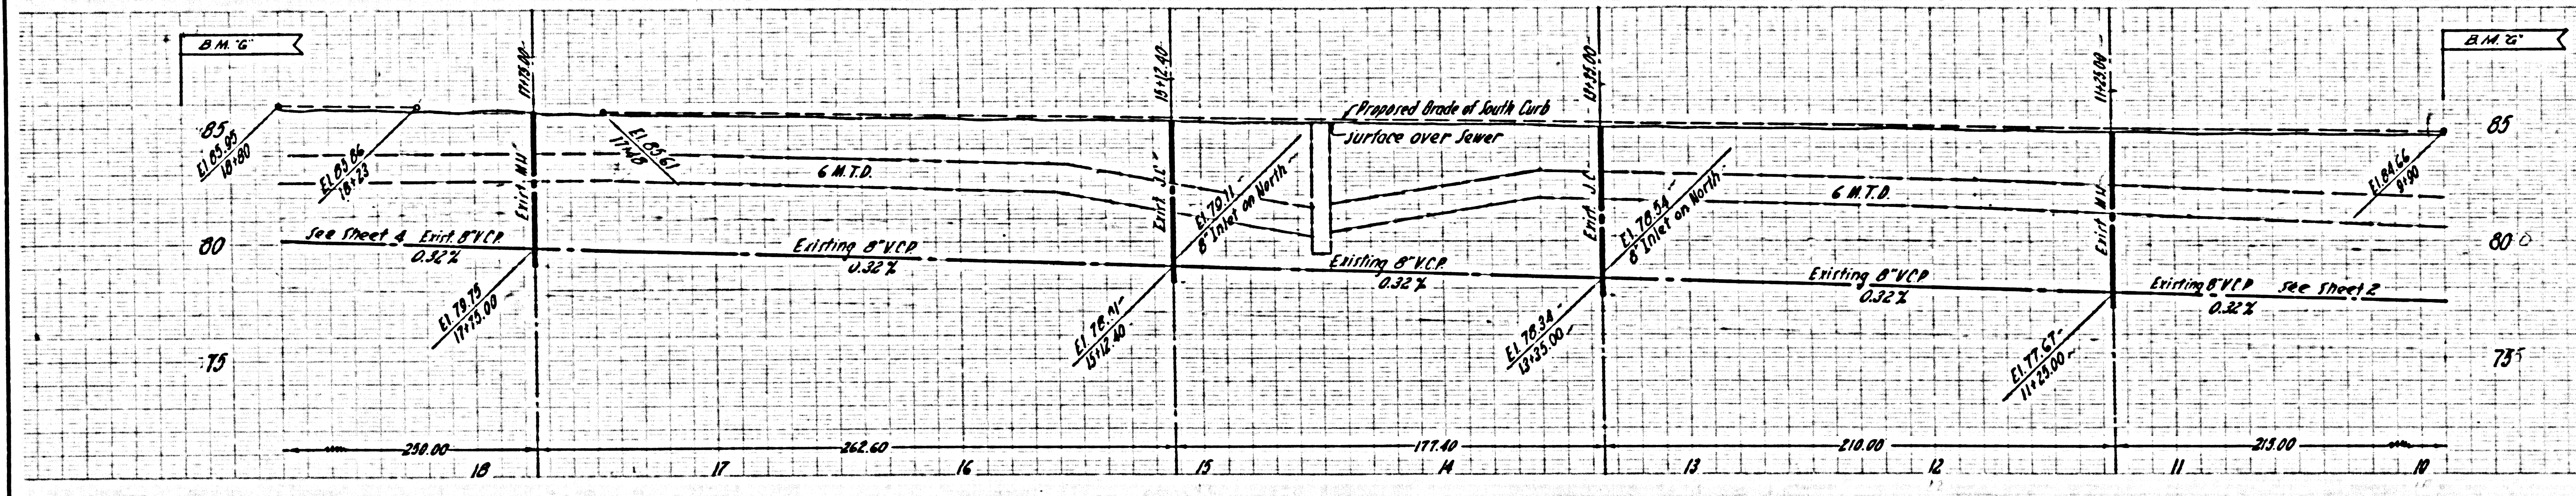 B.M. "G"
B.M. "G"
17+75.00
15+12.40
13+35.00
11+25.00
Proposed Grade of South Curb
Surface over Sewer
85
85
El. 85.95
18+80
El. 85.86
18+23
El. 85.61
17+48
El. 84.66
9+90
Exist. M.H.
Exist. J.C.
Exist. J.C.
Exist. M.H.
6 M.T.D.
6 M.T.D.
El. 79.11
8" Inlet on North
El. 78.54
8" Inlet on North
80
80
See Sheet 4 Exist. 8" V.C.P.
0.32%
Existing 8" V.C.P.
0.32%
Existing 8" V.C.P.
0.32%
Existing 8" V.C.P.
0.32%
Existing 8" V.C.P. See Sheet 2
0.32%
El. 79.75
17+75.00
15+12.40
El. 78.34
13+35.00
El. 77.67
11+25.00
75
75
250.00
262.60
177.40
210.00
215.00
18
17
16
15
14
13
12
11
10